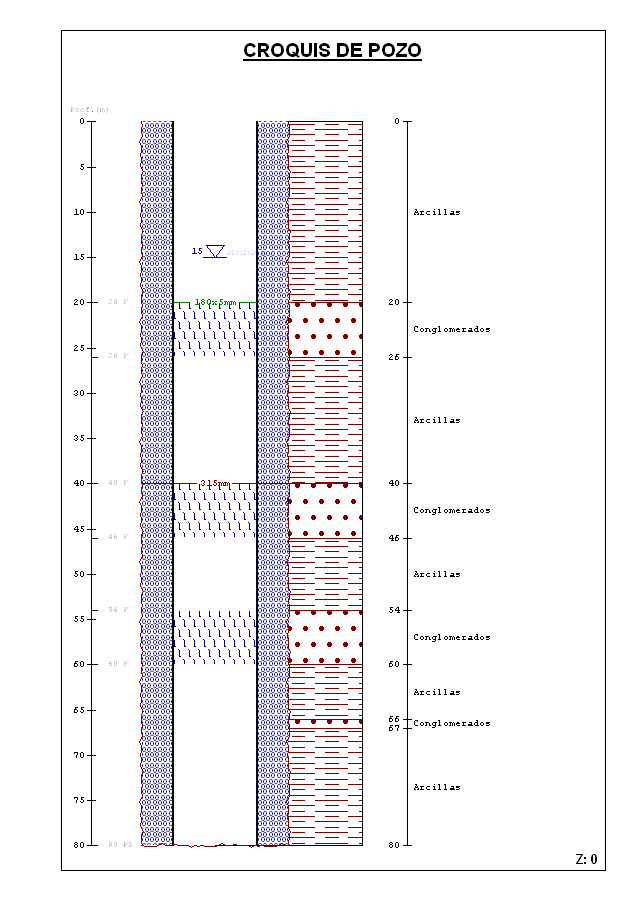 CROQUIS DE POZO
Prof.(m)
0 0
5
10 Arcillas
15 15
20 20 F 180x5mm 20
Conglomerados
25 26 F 26
30
35 Arcillas
40 40 F 315mm 40
Conglomerados
45 46 F 46
50 Arcillas
54 F 54
55
Conglomerados
60 60 F 60
Arcillas
65 66
Conglomerados
67
70
75 Arcillas
80 80
Z: 0